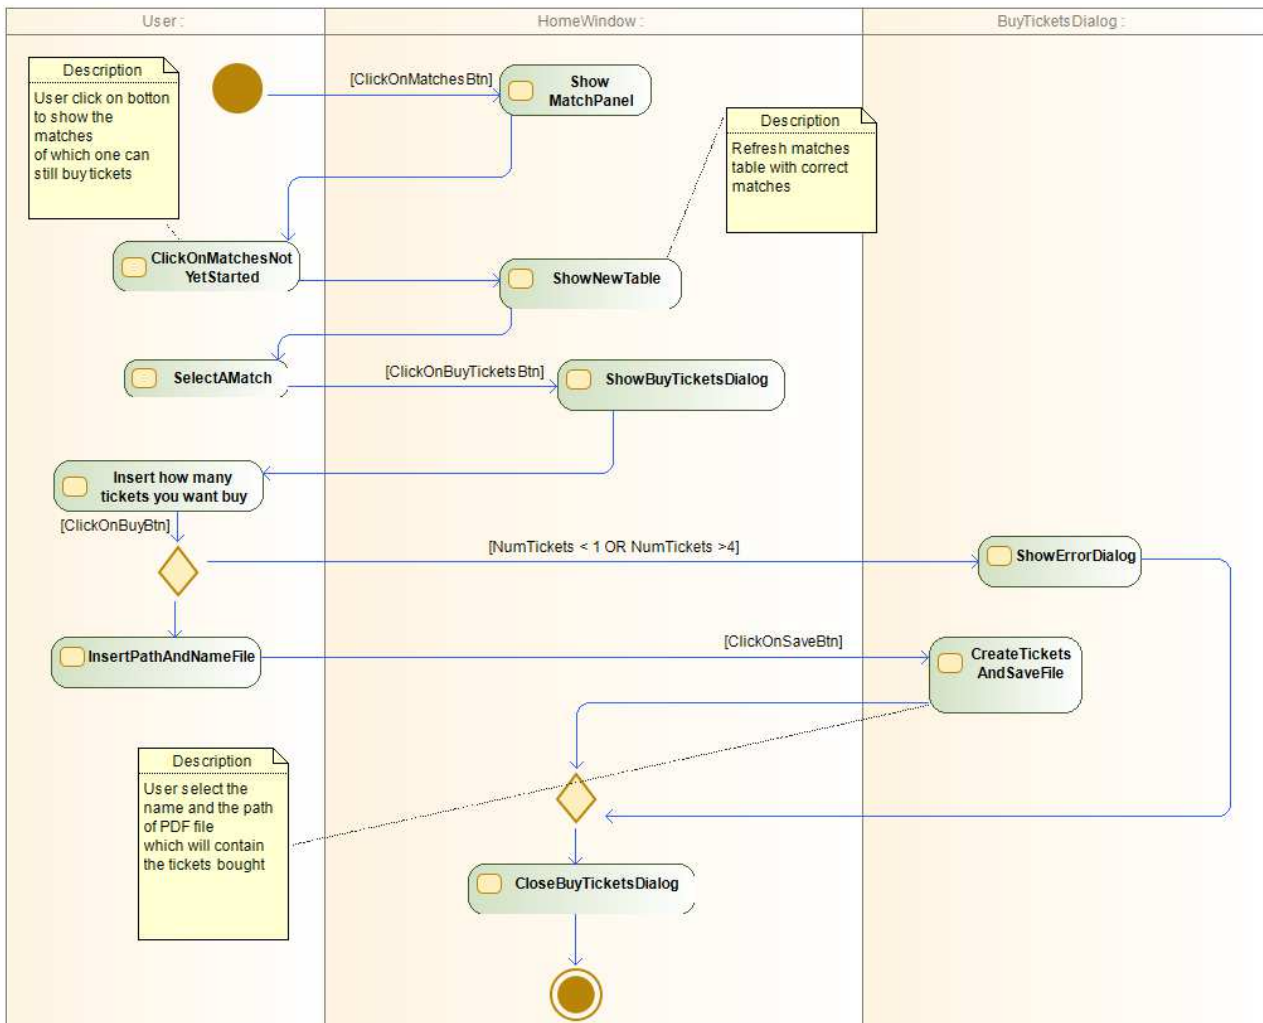 User :
HomeWindow :
BuyTicketsDialog :
Description
User click on botton
to show the
matches
of which one can
still buy tickets
[ClickOnMatchesBtn]
Show
MatchPanel
Description
Refresh matches
table with correct
matches
ClickOnMatchesNot
YetStarted
ShowNewTable
SelectAMatch
[ClickOnBuyTicketsBtn]
ShowBuyTicketsDialog
Insert how many
tickets you want buy
[ClickOnBuyBtn]
[NumTickets < 1 OR NumTickets >4]
ShowErrorDialog
InsertPathAndNameFile
[ClickOnSaveBtn]
CreateTickets
AndSaveFile
Description
User select the
name and the path
of PDF file
which will contain
the tickets bought
CloseBuyTicketsDialog